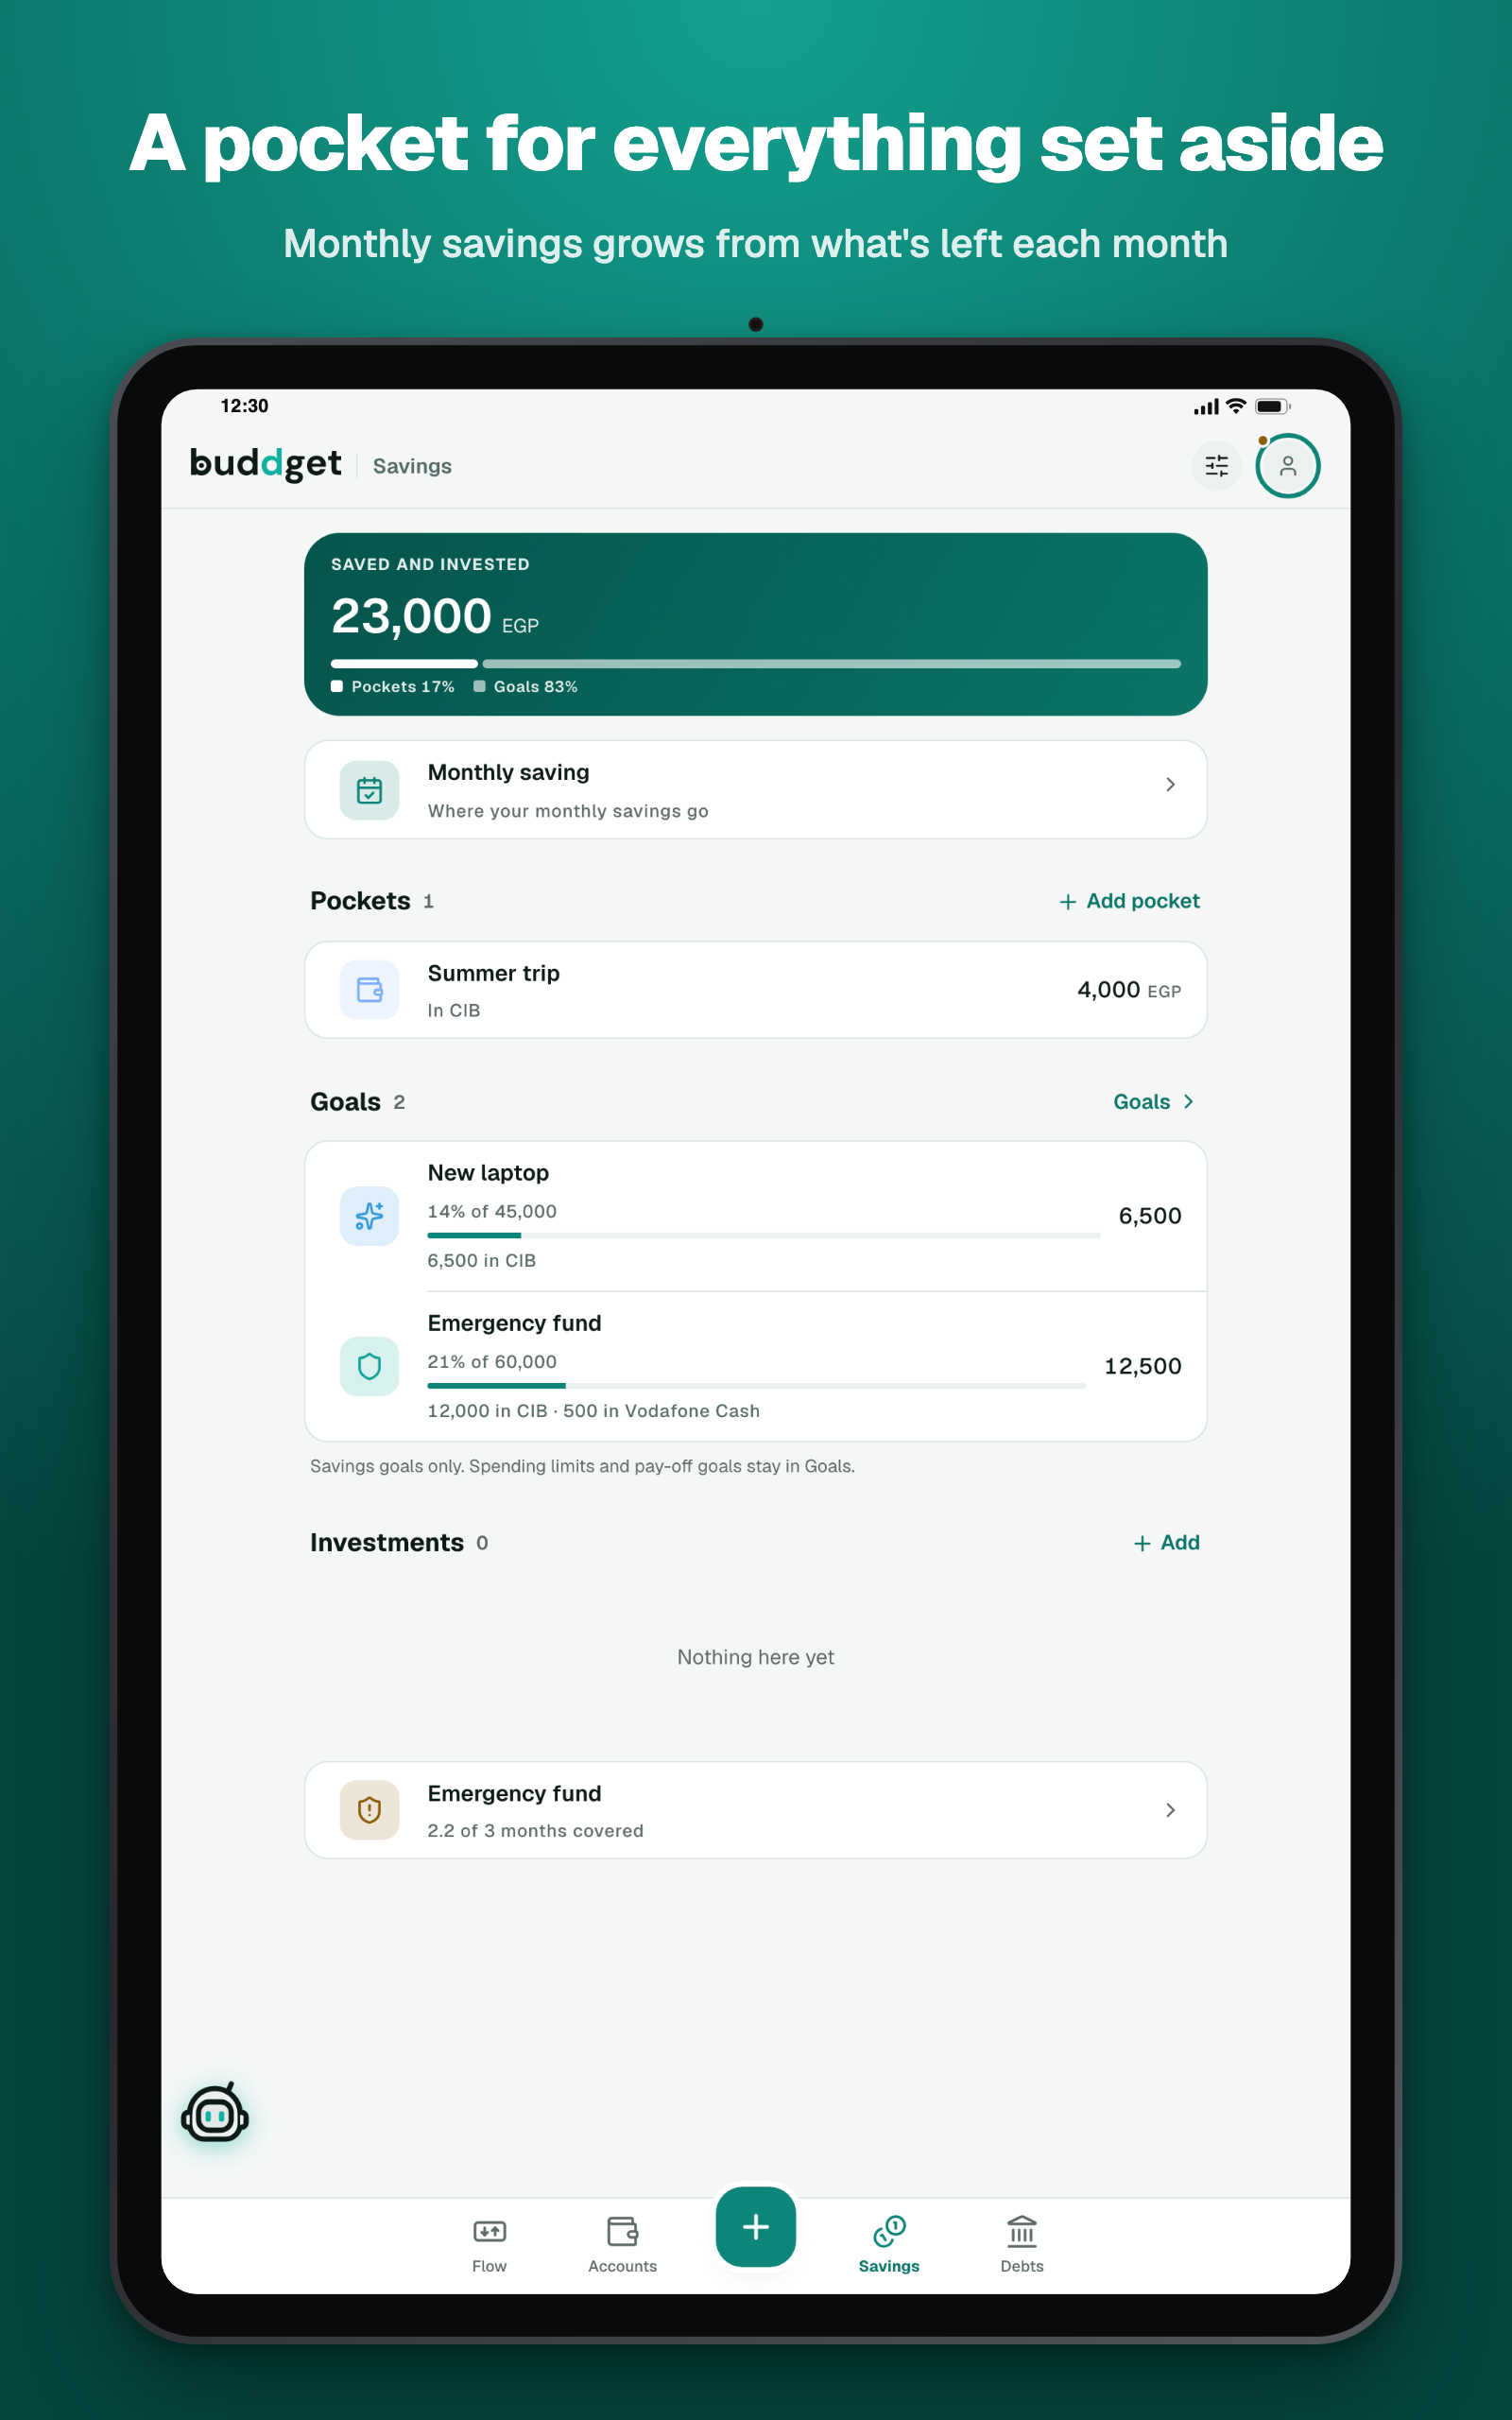 A pocket for everything set aside
Monthly savings grows from what's left each month
12:30
buddget Savings
SAVED AND INVESTED
23,000 EGP
Pockets 17% Goals 83%
Monthly saving
Where your monthly savings go
Pockets 1 + Add pocket
Summer trip
In CIB
4,000 EGP
Goals 2 Goals
New laptop
14% of 45,000
6,500
6,500 in CIB
Emergency fund
21% of 60,000
12,500
12,000 in CIB · 500 in Vodafone Cash
Savings goals only. Spending limits and pay-off goals stay in Goals.
Investments 0 + Add
Nothing here yet
Emergency fund
2.2 of 3 months covered
Flow Accounts Savings Debts